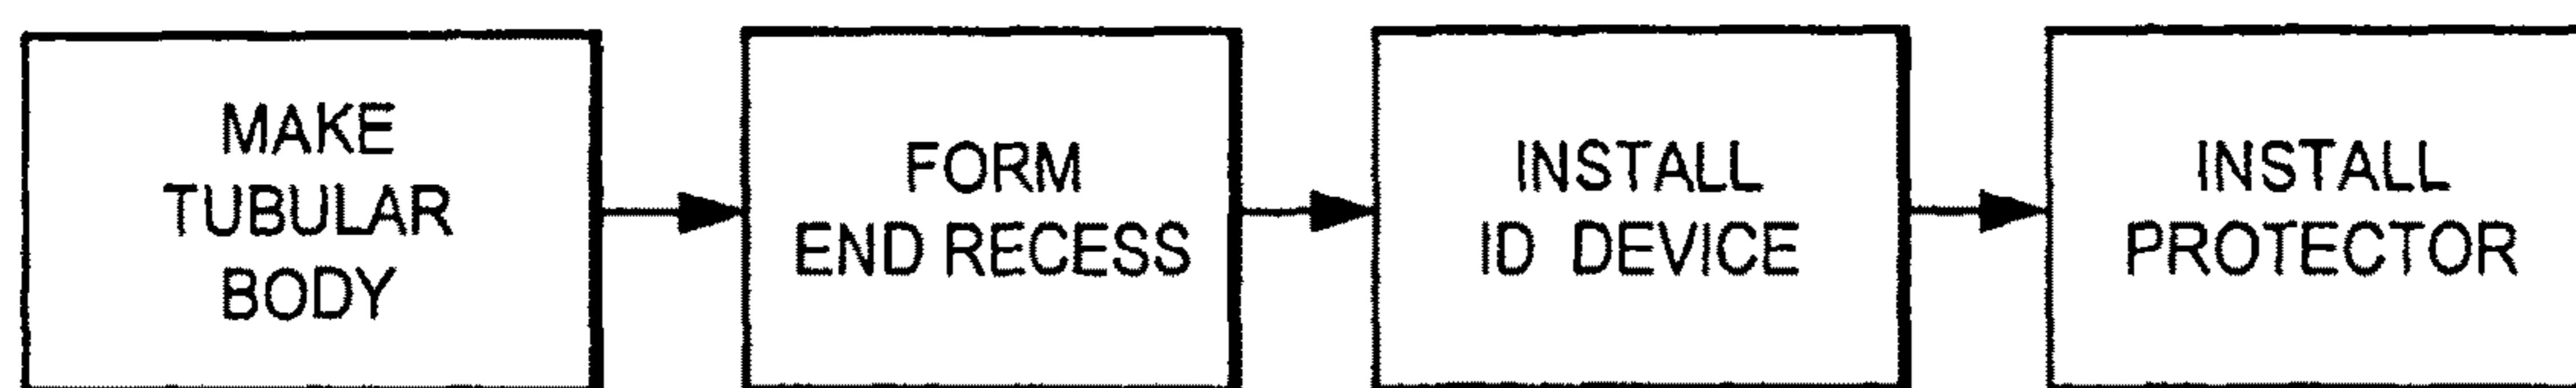 MAKE
TUBULAR
BODY
FORM
END RECESS
INSTALL
ID DEVICE
INSTALL
PROTECTOR